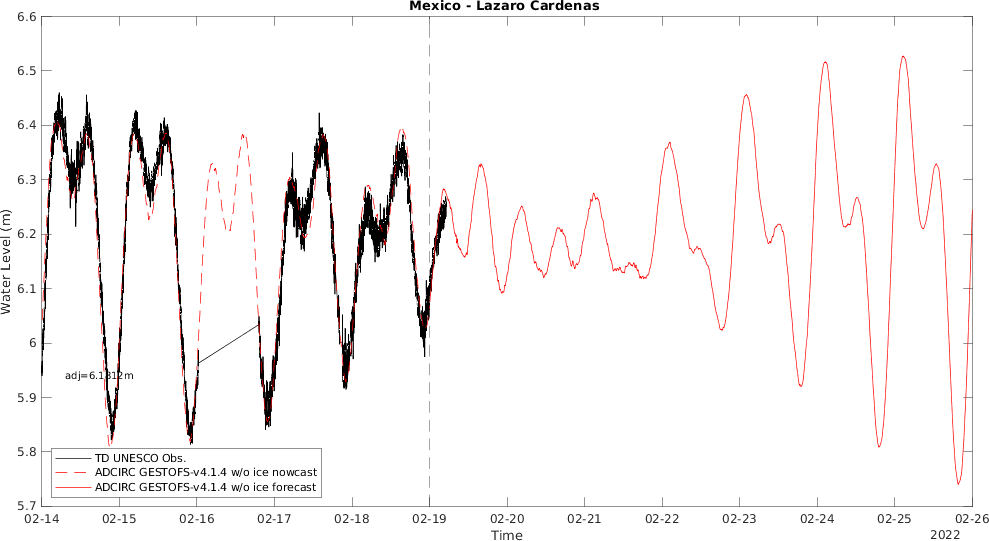 Mexico - Lazaro Cardenas
6.6
6.5
6.4
6.3
6.2
6.1
6
5.9
5.8
5.7
Water Level (m)
adj=6.1812m
TD UNESCO Obs.
ADCIRC GESTOFS-v4.1.4 w/o ice nowcast
ADCIRC GESTOFS-v4.1.4 w/o ice forecast
02-14 02-15 02-16 02-17 02-18 02-19 02-20 02-21 02-22 02-23 02-24 02-25 02-26
Time
2022